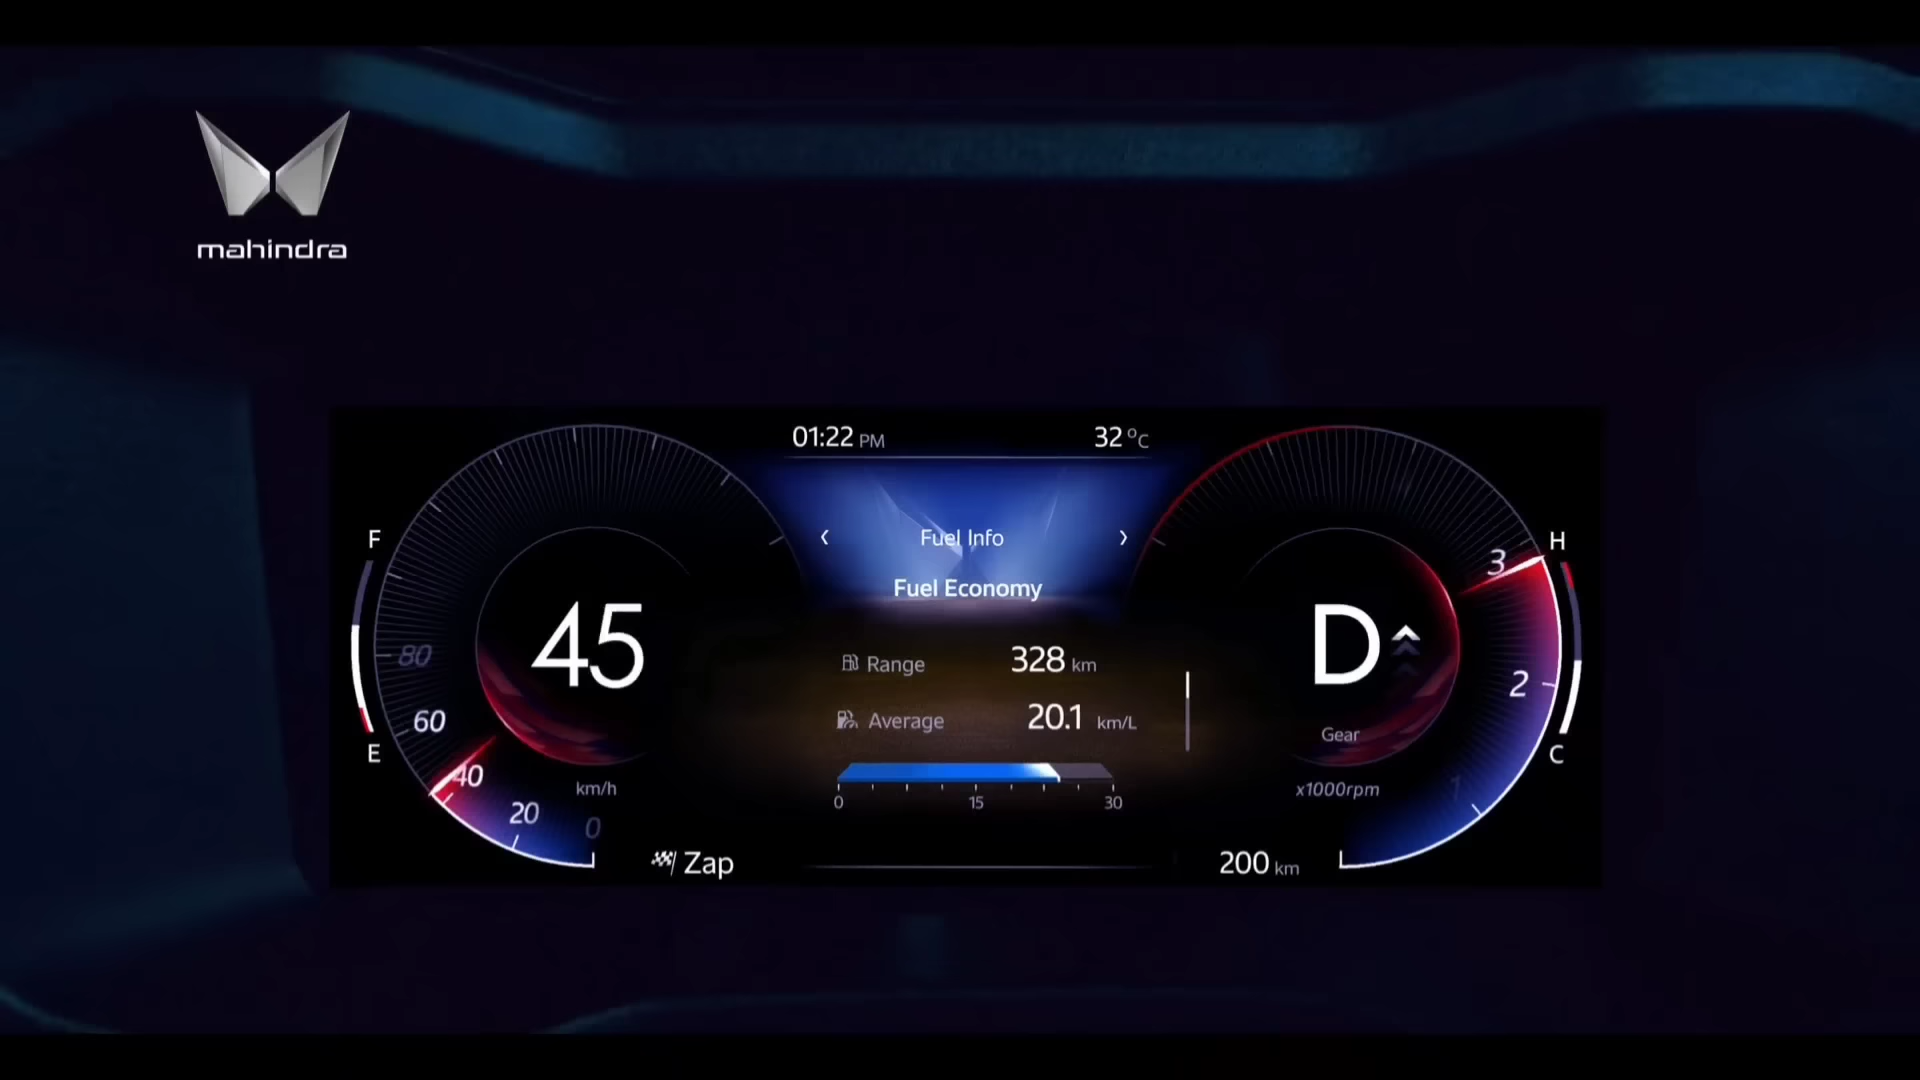 mahindra
01:22 PM
32 °C
‹ Fuel Info ›
Fuel Economy
Range 328 km
Average 20.1 km/L
0 15 30
F
E
45
km/h
80
60
40
20
0
D
Gear
x1000rpm
3
2
1
H
C
Zap
200 km